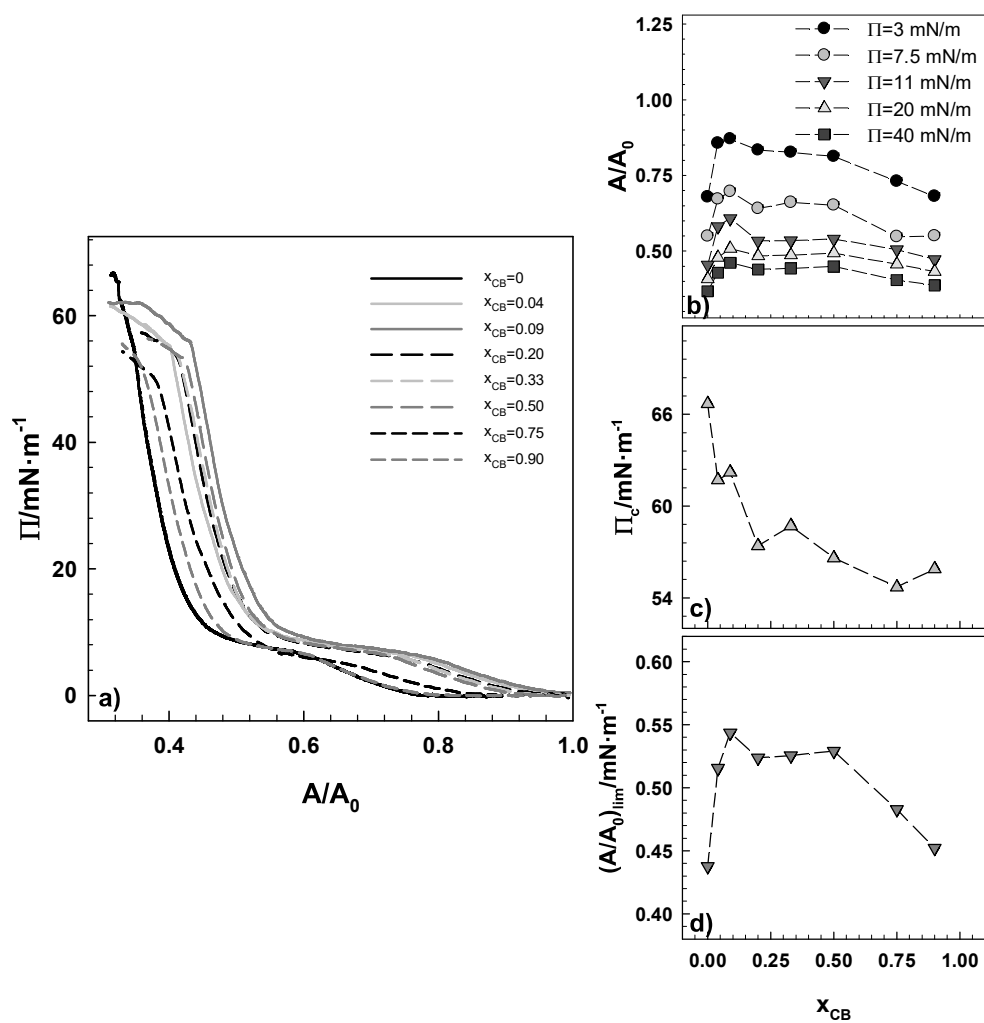 Π/mN·m⁻¹
60
40
20
0
a)
0.4 0.6 0.8 1.0
A/A₀
x_CB=0
x_CB=0.04
x_CB=0.09
x_CB=0.20
x_CB=0.33
x_CB=0.50
x_CB=0.75
x_CB=0.90
A/A₀
1.25
1.00
0.75
0.50
Π=3 mN/m
Π=7.5 mN/m
Π=11 mN/m
Π=20 mN/m
Π=40 mN/m
b)
Π_c/mN·m⁻¹
66
60
54
c)
(A/A₀)_lim/mN·m⁻¹
0.60
0.55
0.50
0.45
0.40
d)
0.00 0.25 0.50 0.75 1.00
x_CB